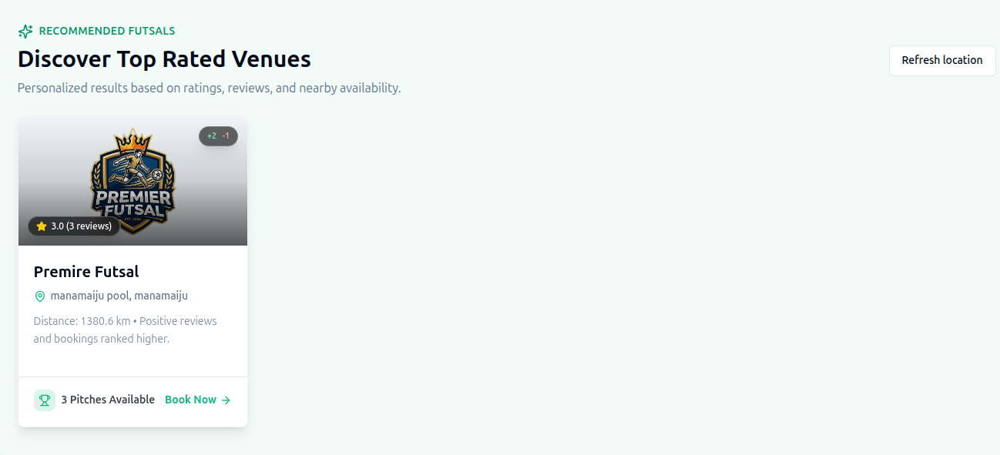 RECOMMENDED FUTSALS
Discover Top Rated Venues
Personalized results based on ratings, reviews, and nearby availability.
Refresh location
+2 -1
PREMIER
FUTSAL
3.0 (3 reviews)
Premire Futsal
manamaiju pool, manamaiju
Distance: 1380.6 km • Positive reviews
and bookings ranked higher.
3 Pitches Available
Book Now →